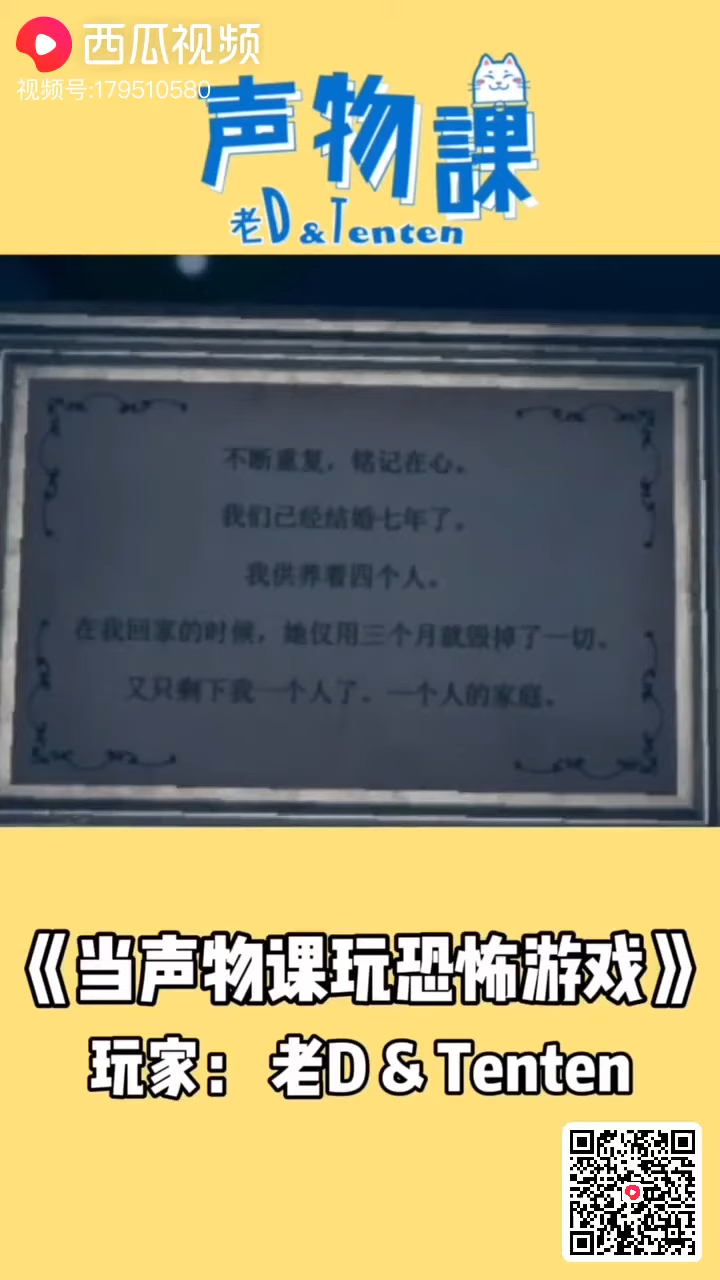 西瓜视频
视频号:179510580
声物課
老D & Tenten
不断重复，铭记在心。
我们已经结婚七年了。
我供养着四个人。
在我回家的时候，她仅用三个月就毁掉了一切。
又只剩下我一个人了。一个人的家庭。
《当声物课玩恐怖游戏》
玩家：老D & Tenten